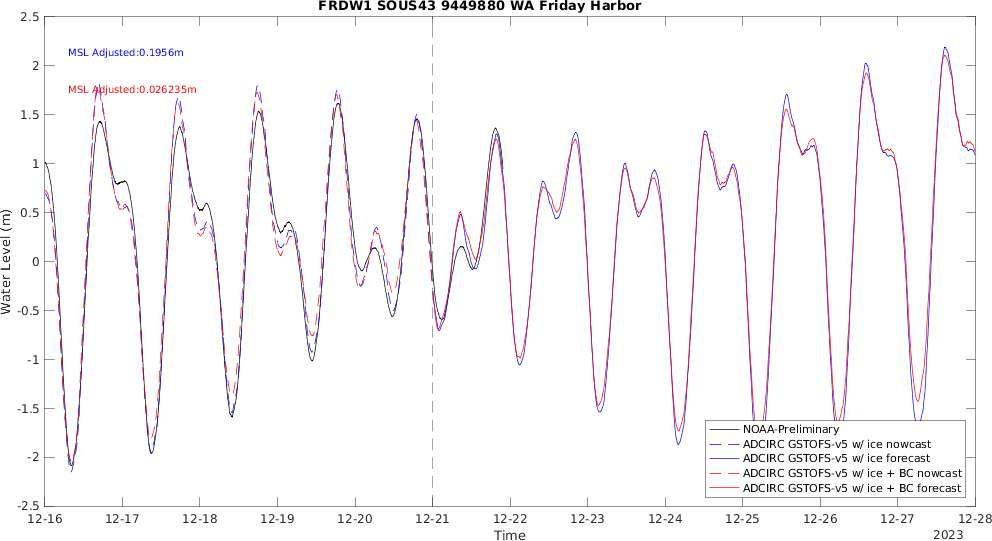 FRDW1 SOUS43 9449880 WA Friday Harbor
2.5
2
1.5
1
0.5
0
-0.5
-1
-1.5
-2
-2.5
Water Level (m)
MSL Adjusted:0.1956m
MSL Adjusted:0.026235m
NOAA-Preliminary
ADCIRC GSTOFS-v5 w/ ice nowcast
ADCIRC GSTOFS-v5 w/ ice forecast
ADCIRC GSTOFS-v5 w/ ice + BC nowcast
ADCIRC GSTOFS-v5 w/ ice + BC forecast
12-16 12-17 12-18 12-19 12-20 12-21 12-22 12-23 12-24 12-25 12-26 12-27 12-28
Time
2023